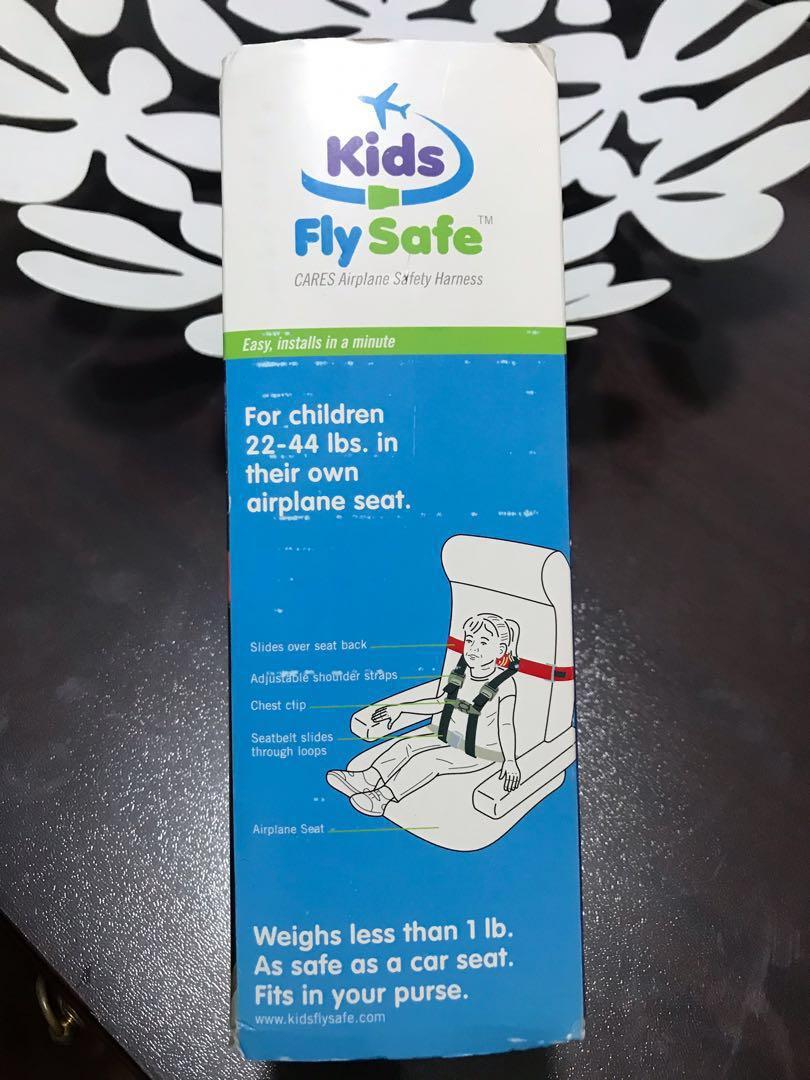 Kids
Fly Safe™
CARES Airplane Safety Harness
Easy, installs in a minute
For children
22-44 lbs. in
their own
airplane seat.
Slides over seat back
Adjustable shoulder straps
Chest clip
Seatbelt slides
through loops
Airplane Seat
Weighs less than 1 lb.
As safe as a car seat.
Fits in your purse.
www.kidsflysafe.com